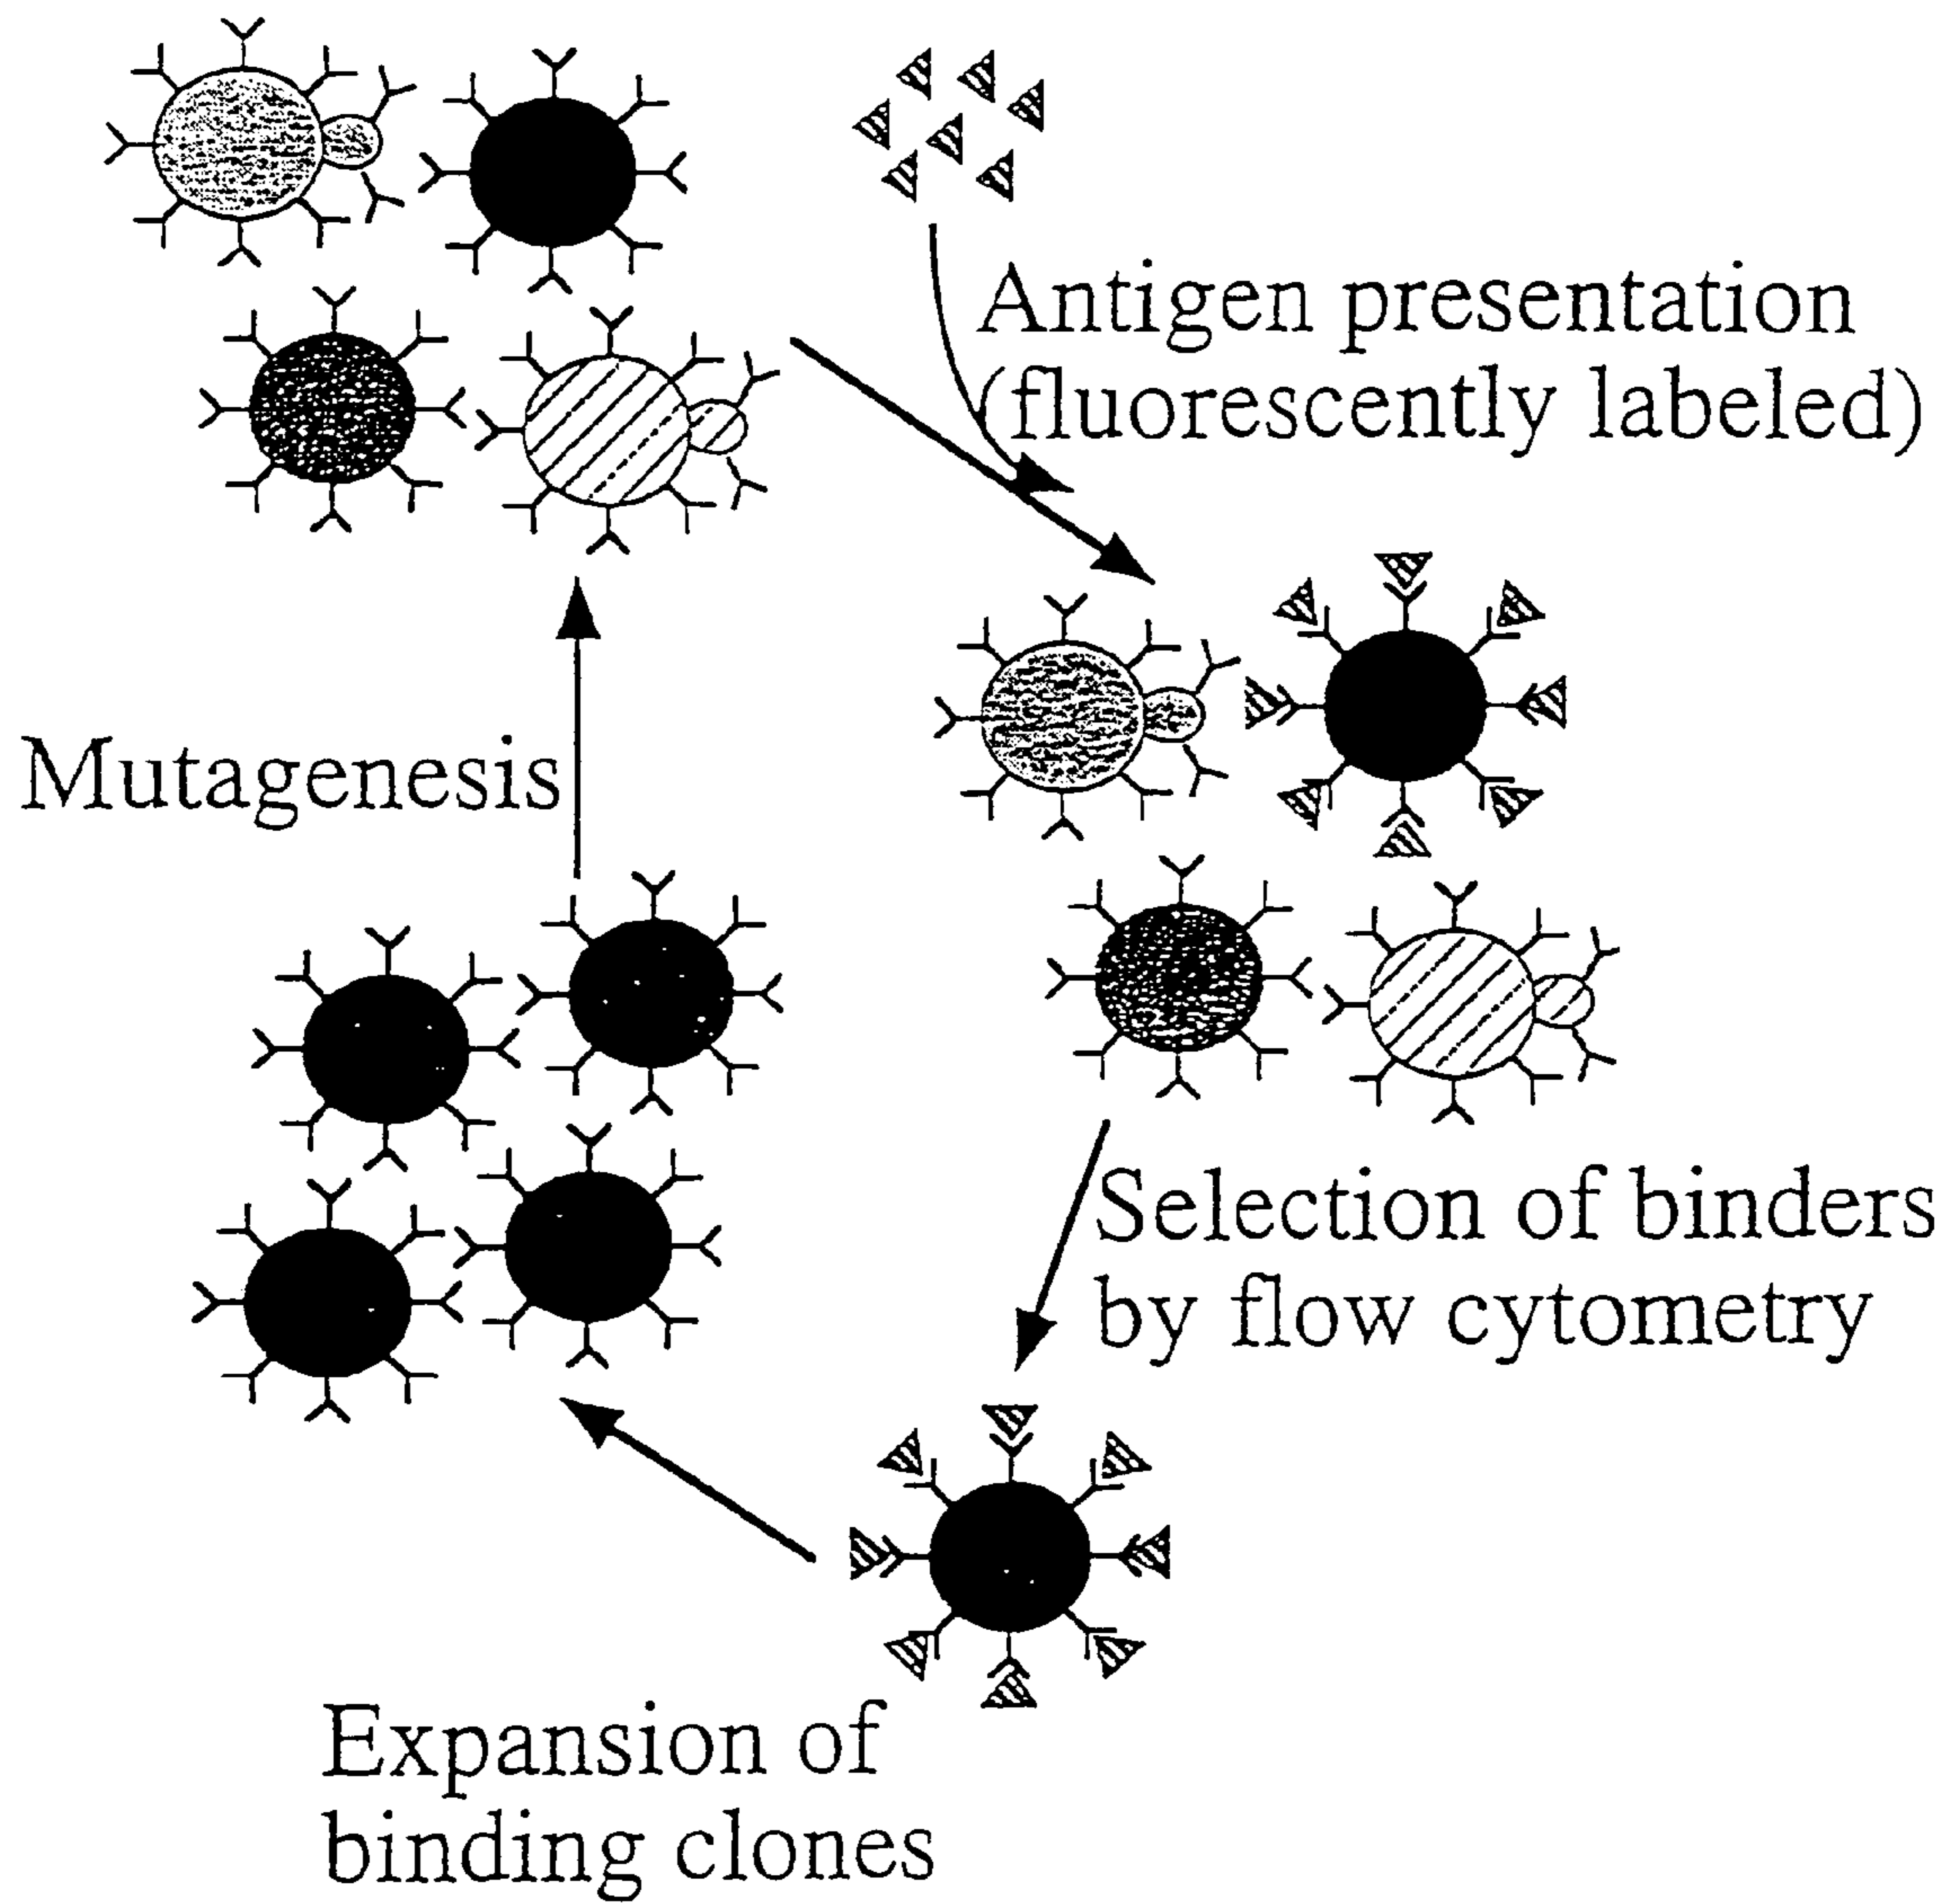 Antigen presentation
(fluorescently labeled)
Mutagenesis
Selection of binders
by flow cytometry
Expansion of
binding clones